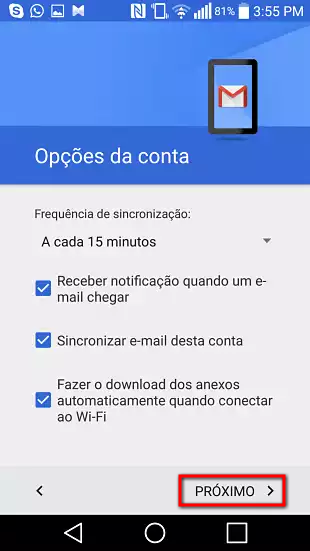 81% 3:55 PM
Opções da conta
Frequência de sincronização:
A cada 15 minutos
Receber notificação quando um e-
mail chegar
Sincronizar e-mail desta conta
Fazer o download dos anexos
automaticamente quando conectar
ao Wi-Fi
PRÓXIMO